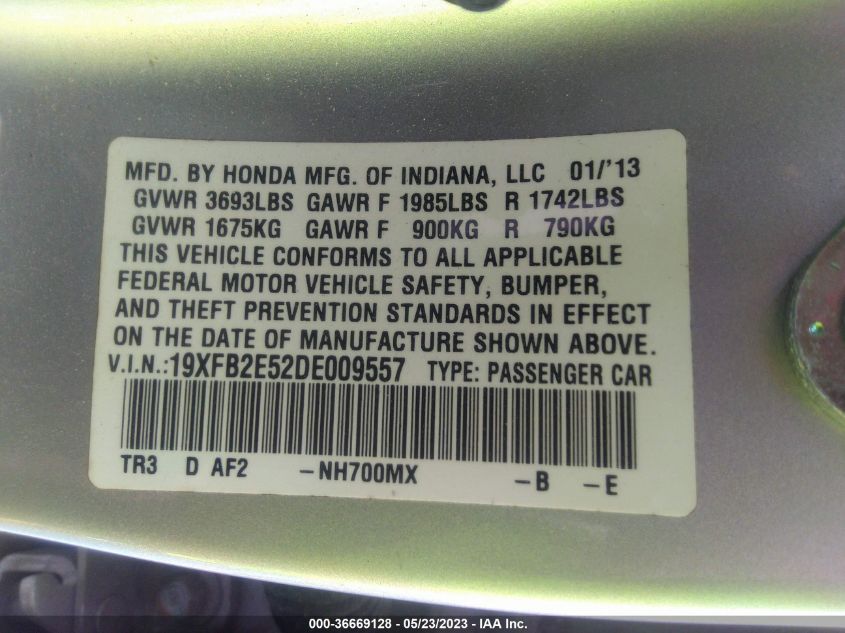 MFD. BY HONDA MFG. OF INDIANA, LLC 01/'13
GVWR 3693LBS GAWR F 1985LBS R 1742LBS
GVWR 1675KG GAWR F 900KG R 790KG
THIS VEHICLE CONFORMS TO ALL APPLICABLE
FEDERAL MOTOR VEHICLE SAFETY, BUMPER,
AND THEFT PREVENTION STANDARDS IN EFFECT
ON THE DATE OF MANUFACTURE SHOWN ABOVE.
V.I.N.:19XFB2E52DE009557 TYPE: PASSENGER CAR
TR3 D AF2 -NH700MX -B -E
000-36669128 - 05/23/2023 - IAA Inc.